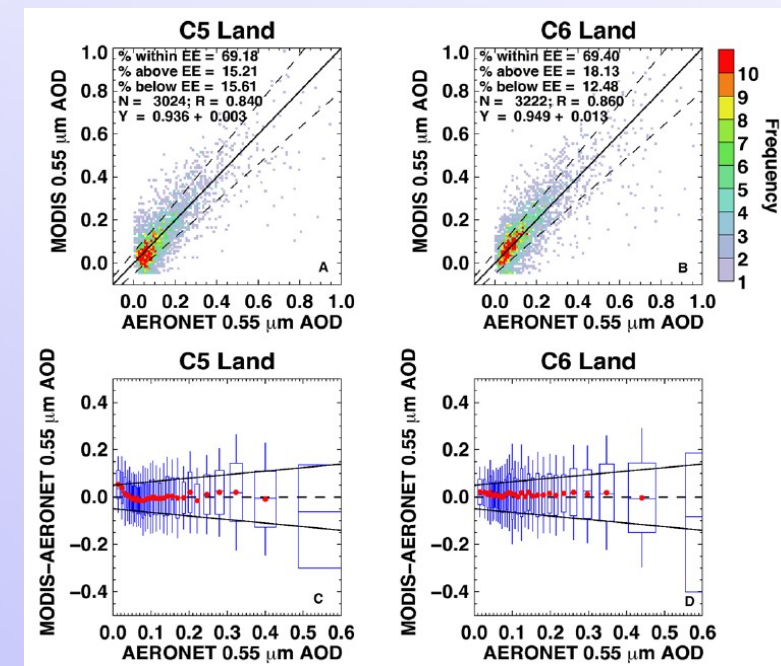 C5 Land
% within EE = 69.18
% above EE = 15.21
% below EE = 15.61
N = 3024; R = 0.840
Y = 0.936 + 0.003
1.0
0.8
0.6
0.4
0.2
0.0
MODIS 0.55 µm AOD
A
0.0 0.2 0.4 0.6 0.8 1.0
AERONET 0.55 µm AOD
C6 Land
% within EE = 69.40
% above EE = 18.13
% below EE = 12.48
N = 3222; R = 0.860
Y = 0.949 + 0.013
1.0
0.8
0.6
0.4
0.2
0.0
MODIS 0.55 µm AOD
B
0.0 0.2 0.4 0.6 0.8 1.0
AERONET 0.55 µm AOD
10
9
8
7
6
5
4
3
2
1
Frequency
C5 Land
0.4
0.2
0.0
−0.2
−0.4
MODIS−AERONET 0.55 µm AOD
C
0.0 0.1 0.2 0.3 0.4 0.5 0.6
AERONET 0.55 µm AOD
C6 Land
0.4
0.2
0.0
−0.2
−0.4
MODIS−AERONET 0.55 µm AOD
D
0.0 0.1 0.2 0.3 0.4 0.5 0.6
AERONET 0.55 µm AOD